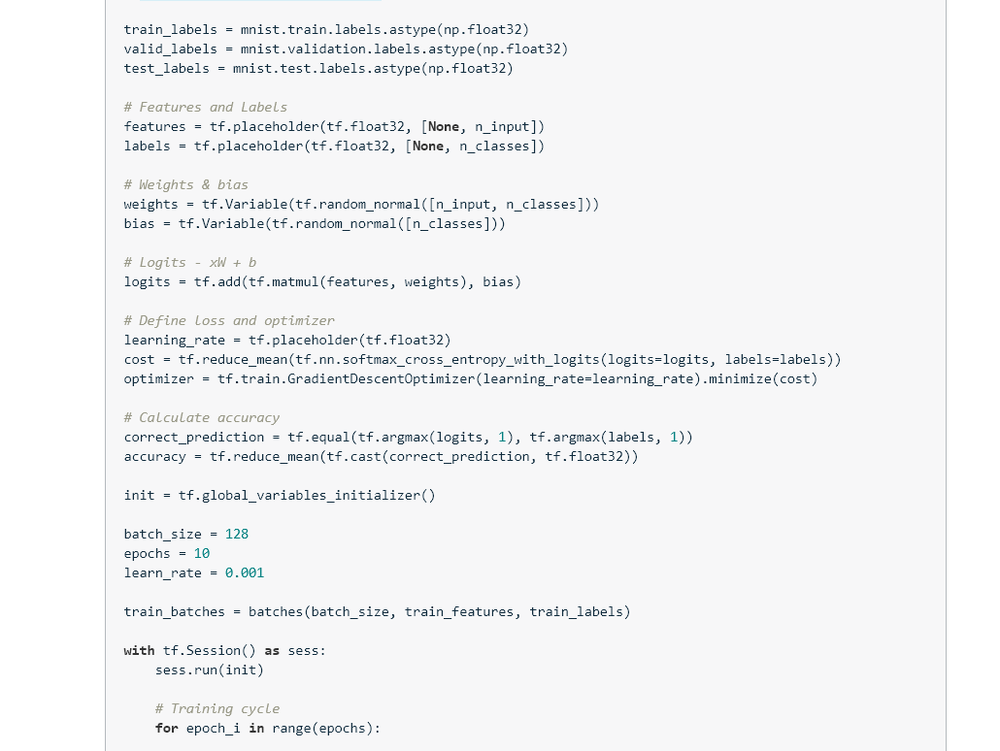 train_labels = mnist.train.labels.astype(np.float32)
valid_labels = mnist.validation.labels.astype(np.float32)
test_labels = mnist.test.labels.astype(np.float32)
# Features and Labels
features = tf.placeholder(tf.float32, [None, n_input])
labels = tf.placeholder(tf.float32, [None, n_classes])
# Weights & bias
weights = tf.Variable(tf.random_normal([n_input, n_classes]))
bias = tf.Variable(tf.random_normal([n_classes]))
# Logits - xW + b
logits = tf.add(tf.matmul(features, weights), bias)
# Define loss and optimizer
learning_rate = tf.placeholder(tf.float32)
cost = tf.reduce_mean(tf.nn.softmax_cross_entropy_with_logits(logits=logits, labels=labels))
optimizer = tf.train.GradientDescentOptimizer(learning_rate=learning_rate).minimize(cost)
# Calculate accuracy
correct_prediction = tf.equal(tf.argmax(logits, 1), tf.argmax(labels, 1))
accuracy = tf.reduce_mean(tf.cast(correct_prediction, tf.float32))
init = tf.global_variables_initializer()
batch_size = 128
epochs = 10
learn_rate = 0.001
train_batches = batches(batch_size, train_features, train_labels)
with tf.Session() as sess:
    sess.run(init)
    # Training cycle
    for epoch_i in range(epochs):